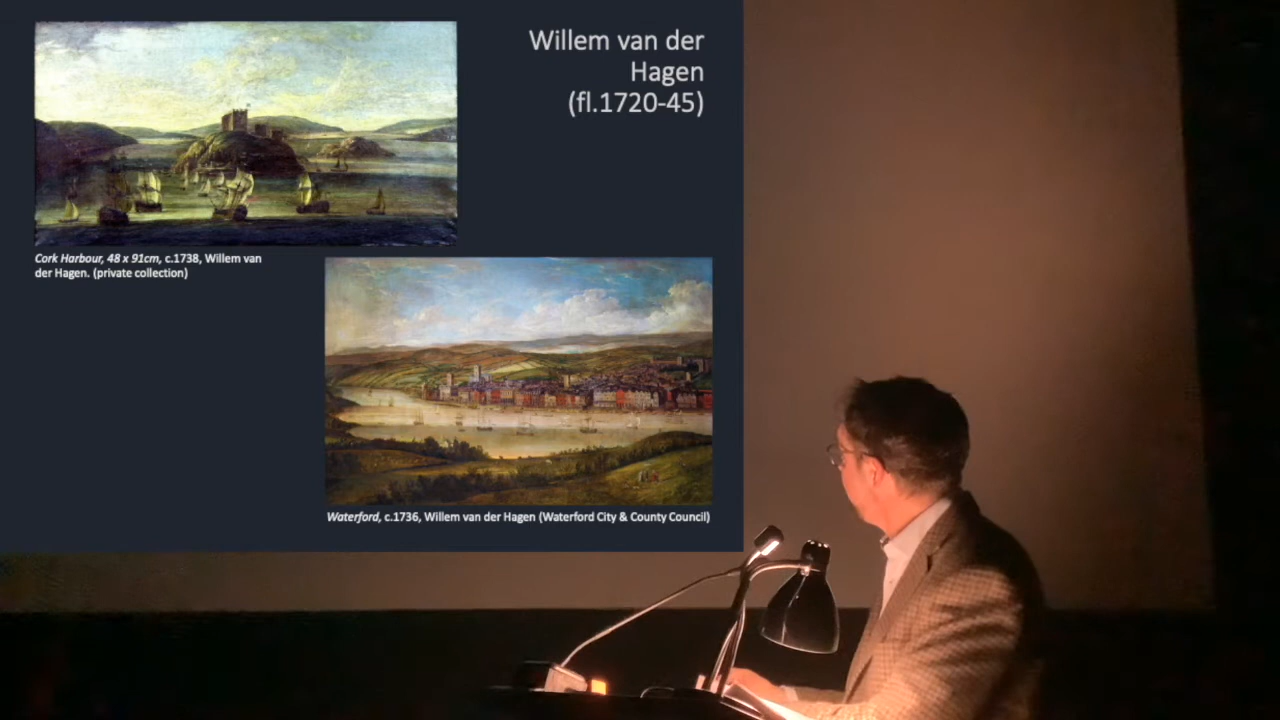 Willem van der
Hagen
(fl.1720-45)
Cork Harbour, 48 x 91cm, c.1738, Willem van
der Hagen. (private collection)
Waterford, c.1736, Willem van der Hagen (Waterford City & County Council)